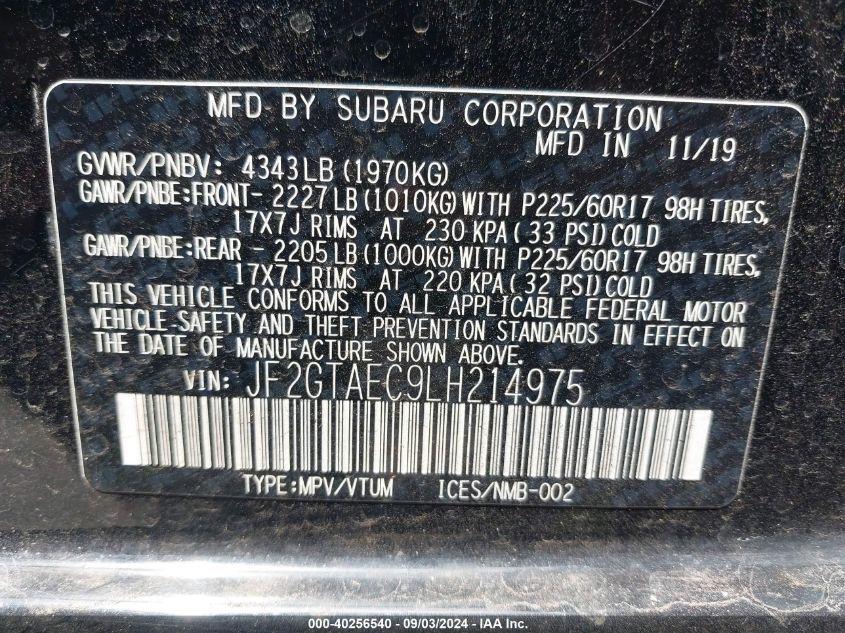 MFD BY SUBARU CORPORATION
MFD IN 11/19
GVWR/PNBV: 4343LB (1970KG)
GAWR/PNBE:FRONT- 2227LB (1010KG) WITH P225/60R17 98H TIRES,
17X7J RIMS AT 230 KPA( 33 PSI) COLD
GAWR/PNBE:REAR - 2205LB (1000KG) WITH P225/60R17 98H TIRES,
17X7J RIMS AT 220 KPA( 32 PSI) COLD
THIS VEHICLE CONFORMS TO ALL APPLICABLE FEDERAL MOTOR
VEHICLE-SAFETY AND THEFT PREVENTION STANDARDS IN EFFECT ON
THE DATE OF MANUFACTURE SHOWN ABOVE.
VIN: JF2GTAEC9LH214975
TYPE:MPV/VTUM ICES/NMB-002
000-40256540 - 09/03/2024 - IAA Inc.